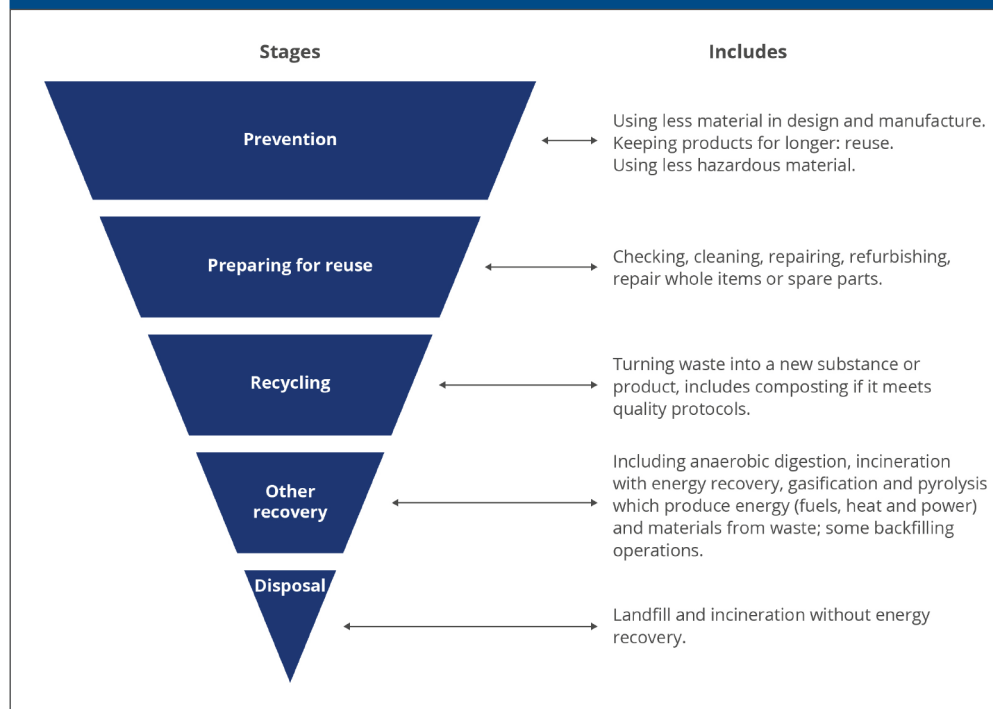 Stages
Includes
Prevention
Using less material in design and manufacture.
Keeping products for longer: reuse.
Using less hazardous material.
Preparing for reuse
Checking, cleaning, repairing, refurbishing,
repair whole items or spare parts.
Recycling
Turning waste into a new substance or
product, includes composting if it meets
quality protocols.
Other
recovery
Including anaerobic digestion, incineration
with energy recovery, gasification and pyrolysis
which produce energy (fuels, heat and power)
and materials from waste; some backfilling
operations.
Disposal
Landfill and incineration without energy
recovery.